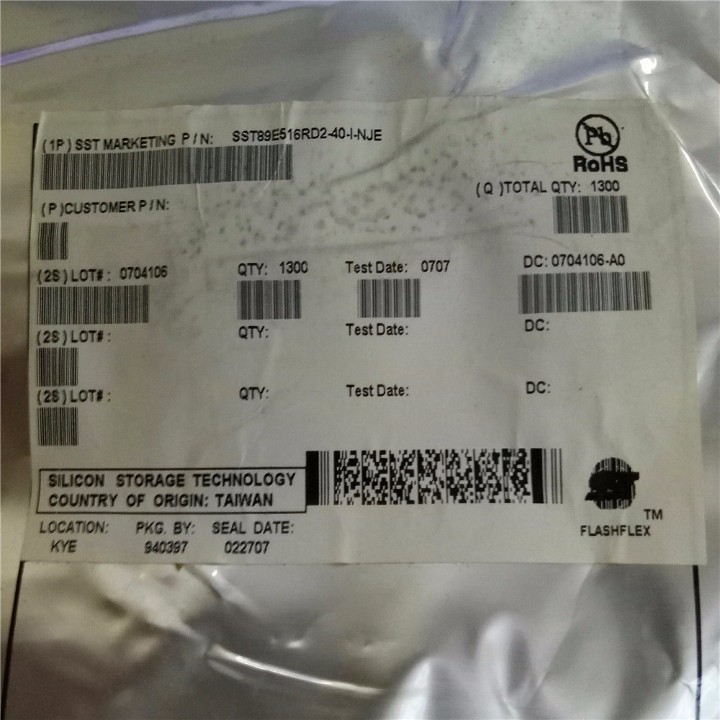 (1P) SST MARKETING P/N: SST89E516RD2-40-I-NJE
Pb
RoHS
(Q )TOTAL QTY: 1300
(P )CUSTOMER P/N:
(2S) LOT# : 0704106 QTY: 1300 Test Date: 0707 DC: 0704106-A0
(2S) LOT# : QTY: Test Date: DC:
(2S) LOT# : QTY: Test Date: DC:
SILICON STORAGE TECHNOLOGY
COUNTRY OF ORIGIN: TAIWAN
LOCATION: PKG. BY: SEAL DATE:
KYE 940397 022707
TM
FLASHFLEX